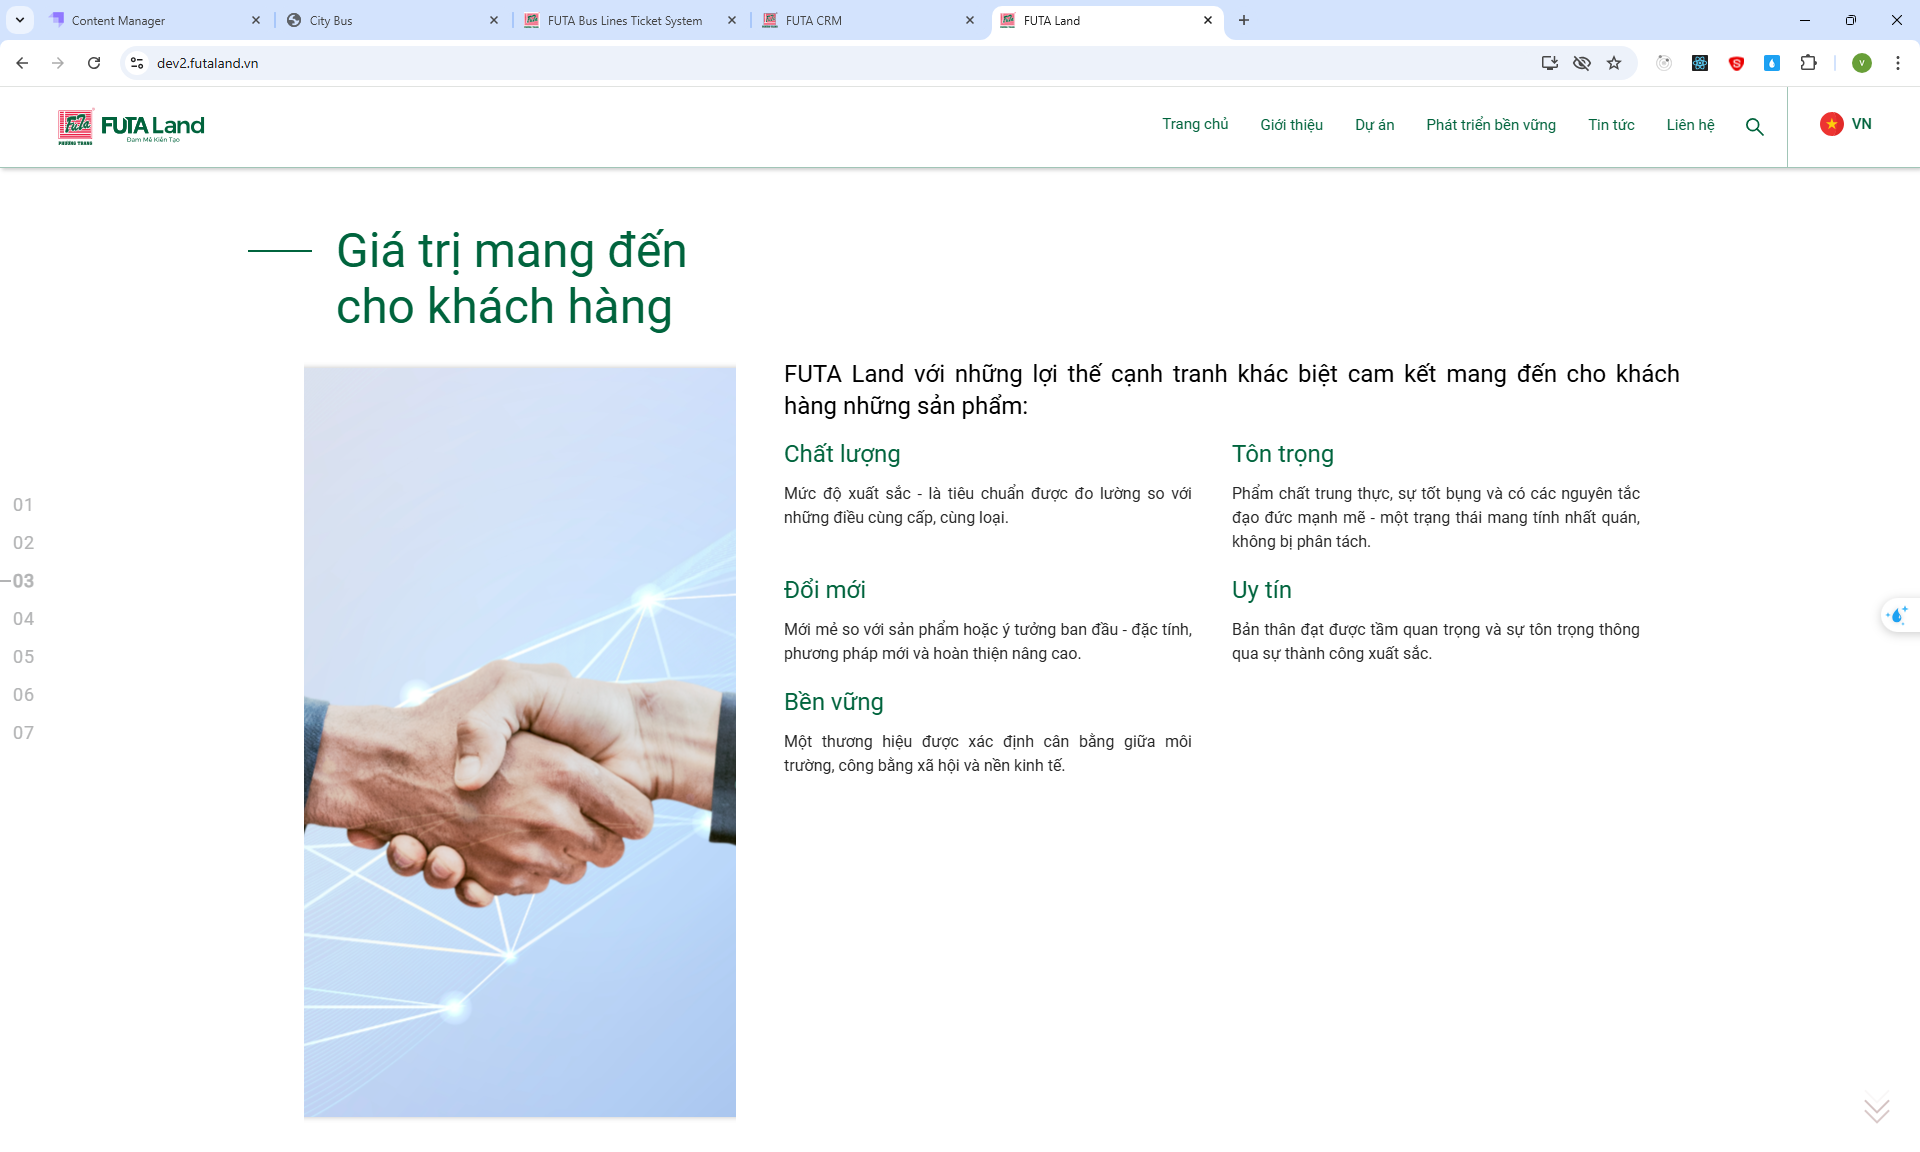 Content Manager
City Bus
FUTA Bus Lines Ticket System
FUTA CRM
FUTA Land
dev2.futaland.vn
V
FUTA Land
Đam Mê Kiến Tạo
PHƯƠNG TRANG
Trang chủ
Giới thiệu
Dự án
Phát triển bền vững
Tin tức
Liên hệ
VN
Giá trị mang đến
cho khách hàng
FUTA Land với những lợi thế cạnh tranh khác biệt cam kết mang đến cho khách
hàng những sản phẩm:
Chất lượng
Mức độ xuất sắc - là tiêu chuẩn được đo lường so với
những điều cùng cấp, cùng loại.
Tôn trọng
Phẩm chất trung thực, sự tốt bụng và có các nguyên tắc
đạo đức mạnh mẽ - một trạng thái mang tính nhất quán,
không bị phân tách.
Đổi mới
Mới mẻ so với sản phẩm hoặc ý tưởng ban đầu - đặc tính,
phương pháp mới và hoàn thiện nâng cao.
Uy tín
Bản thân đạt được tầm quan trọng và sự tôn trọng thông
qua sự thành công xuất sắc.
Bền vững
Một thương hiệu được xác định cân bằng giữa môi
trường, công bằng xã hội và nền kinh tế.
01
02
03
04
05
06
07